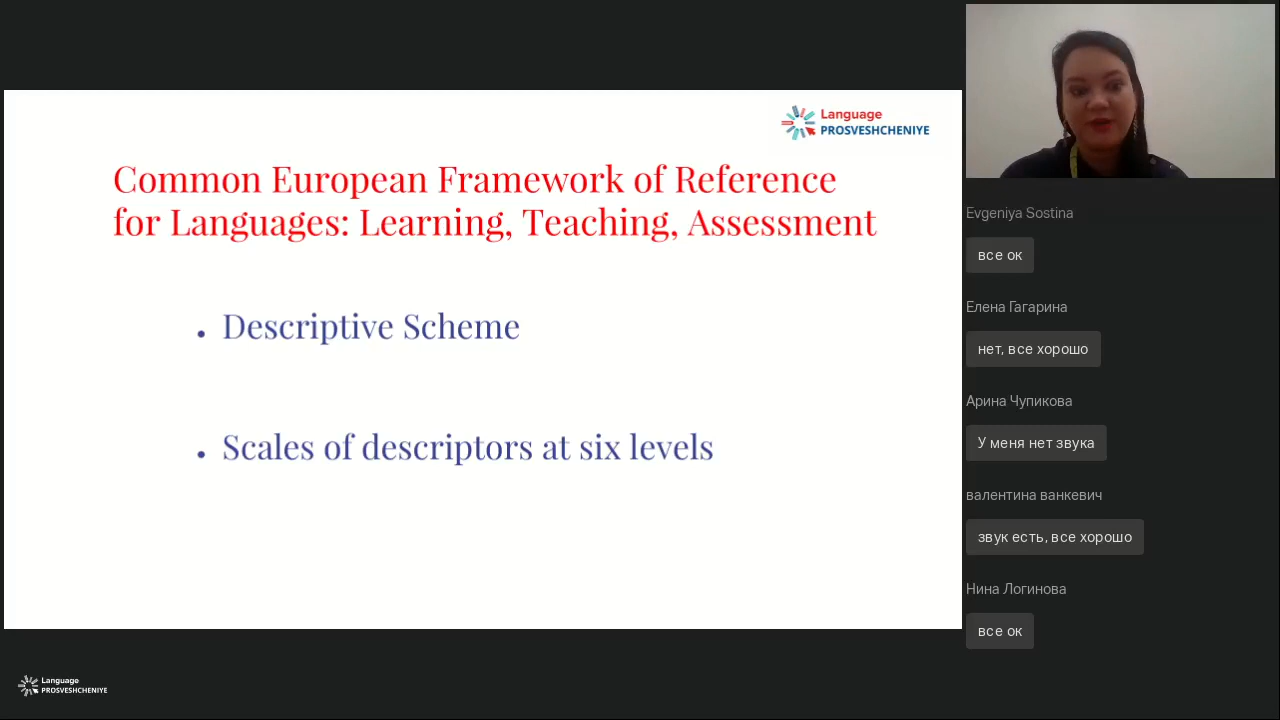 Language
PROSVESHCHENIYE
Common European Framework of Reference
for Languages: Learning, Teaching, Assessment
• Descriptive Scheme
• Scales of descriptors at six levels
Evgeniya Sostina
все ок
Елена Гагарина
нет, все хорошо
Арина Чупикова
У меня нет звука
валентина ванкевич
звук есть, все хорошо
Нина Логинова
все ок
Language
PROSVESHCHENIYE